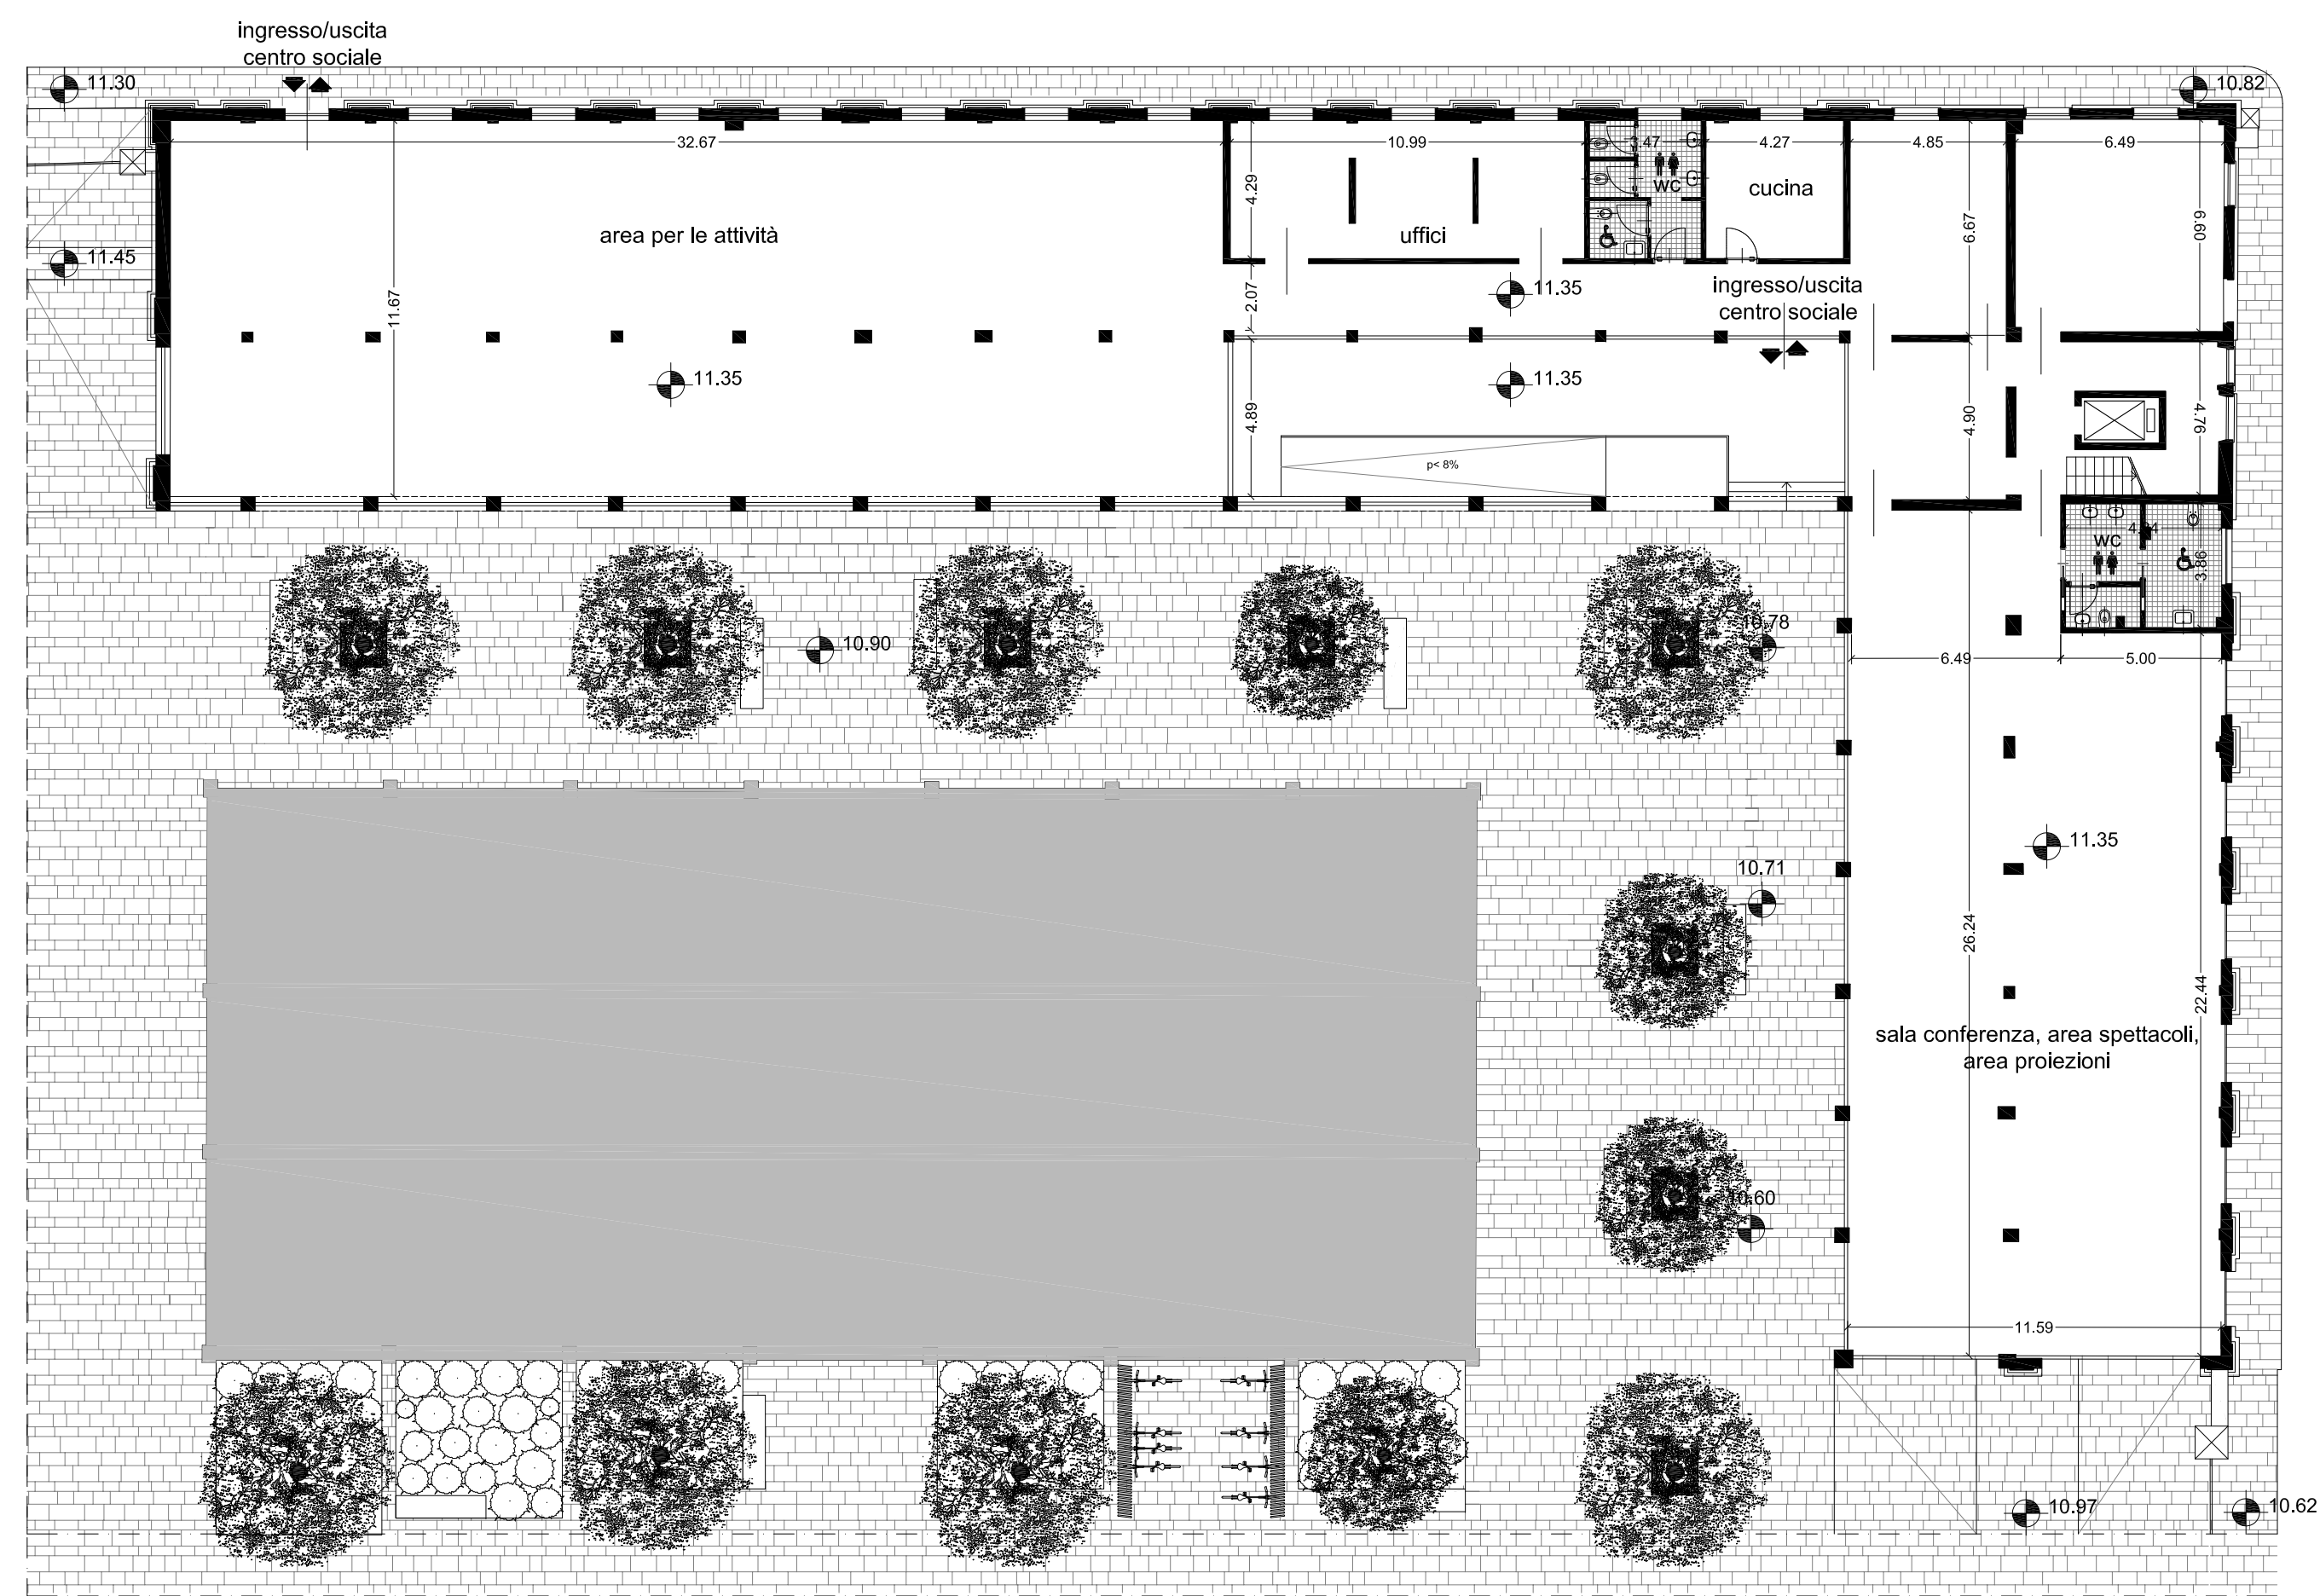 ingresso/uscita
centro sociale
11.30
10.82
32.67
10.99
3.47
4.27
4.85
6.49
4.29
WC
cucina
area per le attività
uffici
6.67
6.60
11.45
11.67
2.07
11.35
ingresso/uscita
centro sociale
11.35
11.35
4.89
4.90
4.76
p< 8%
WC
3.86
10.90
10.78
6.49
5.00
11.35
10.71
26.24
22.44
sala conferenza, area spettacoli,
area proiezioni
10.60
11.59
10.97
10.62